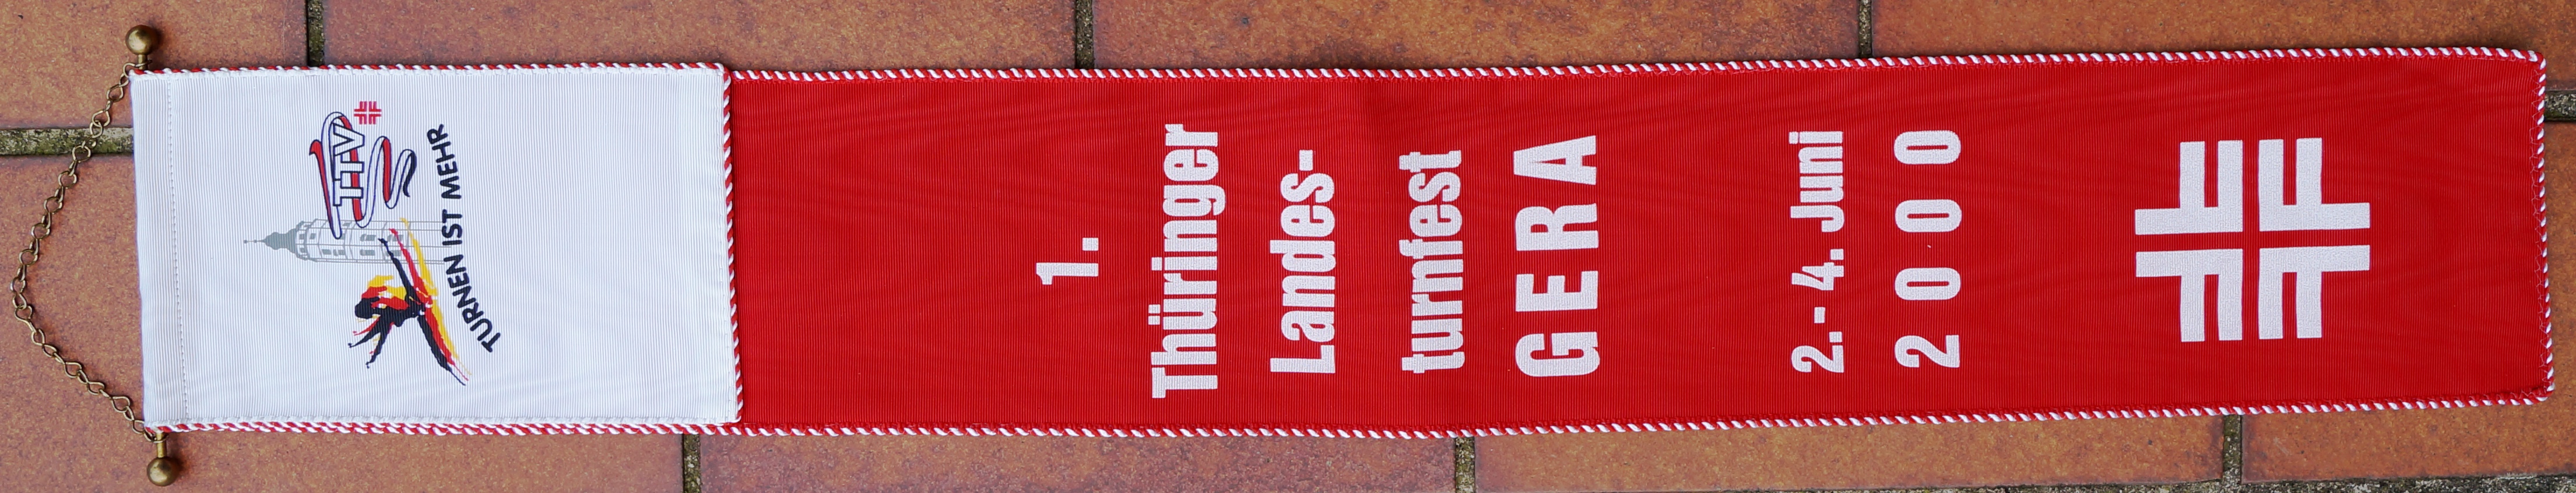 TTV
TURNEN IST MEHR
1.
Thüringer
Landes-
turnfest
GERA
2.-4. Juni
2000